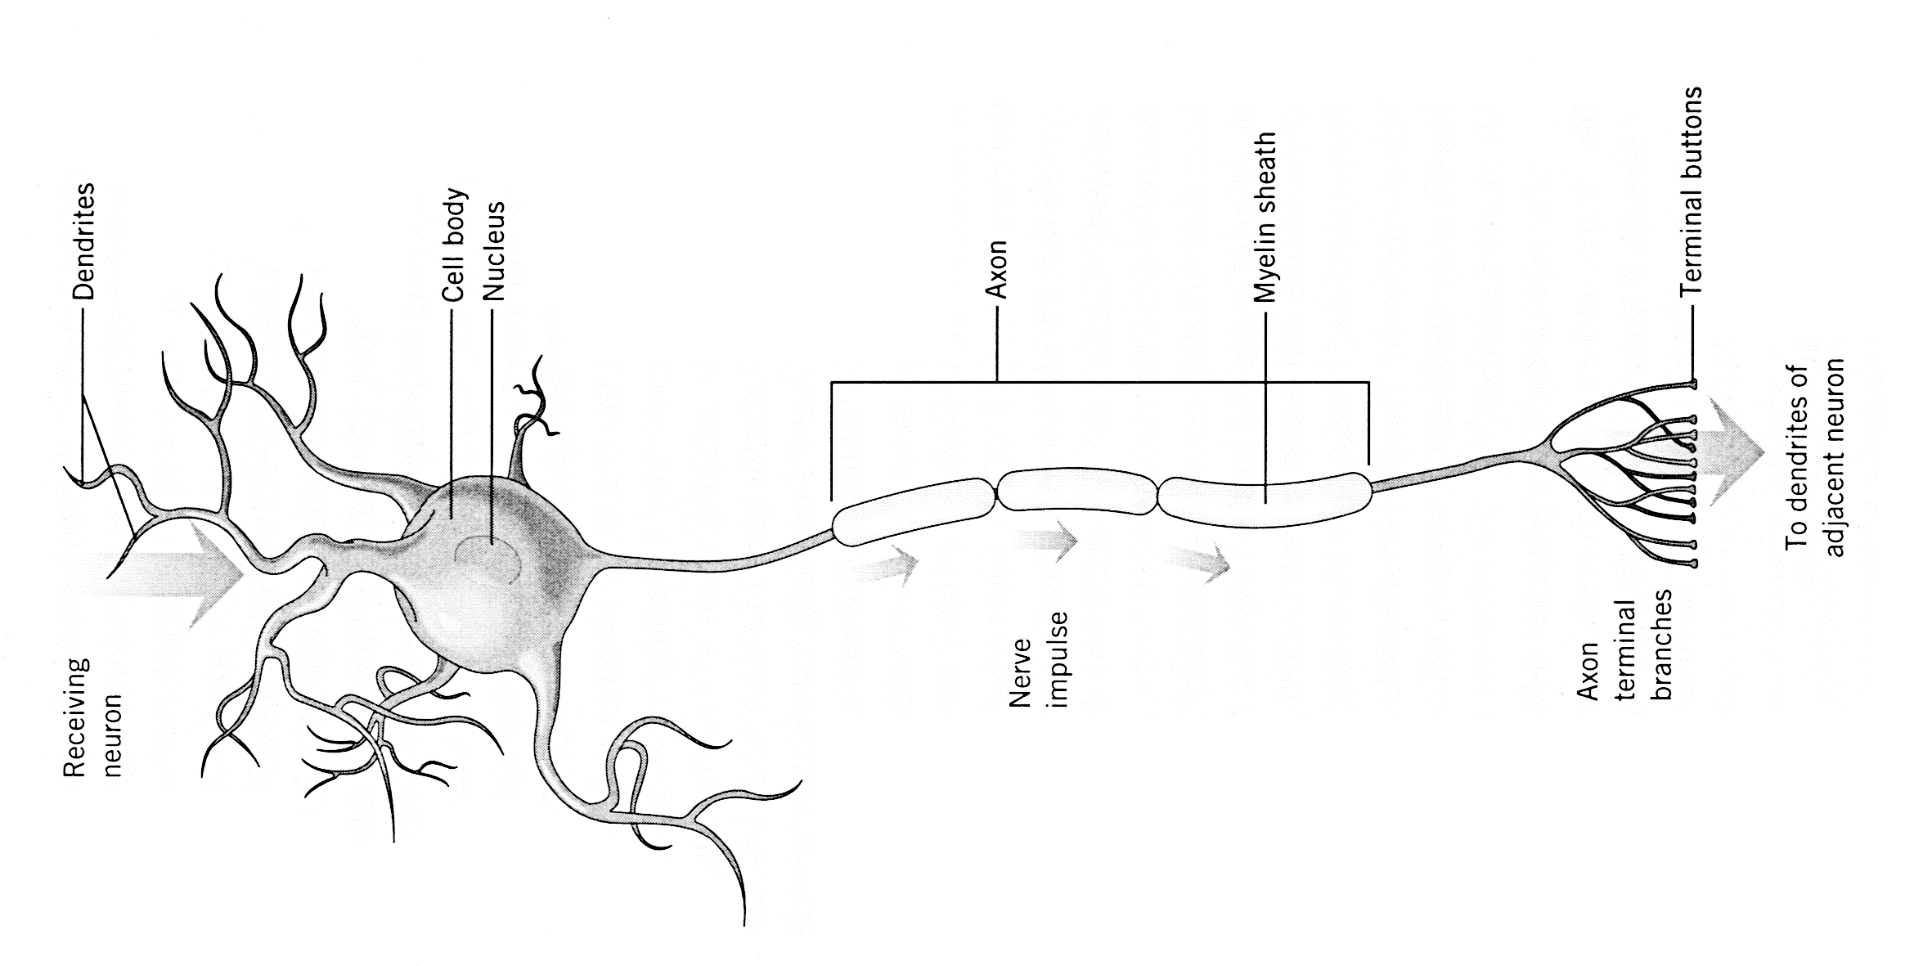 Dendrites
Cell body
Nucleus
Axon
Myelin sheath
Terminal buttons
Receiving
neuron
Nerve
impulse
Axon
terminal
branches
To dendrites of
adjacent neuron